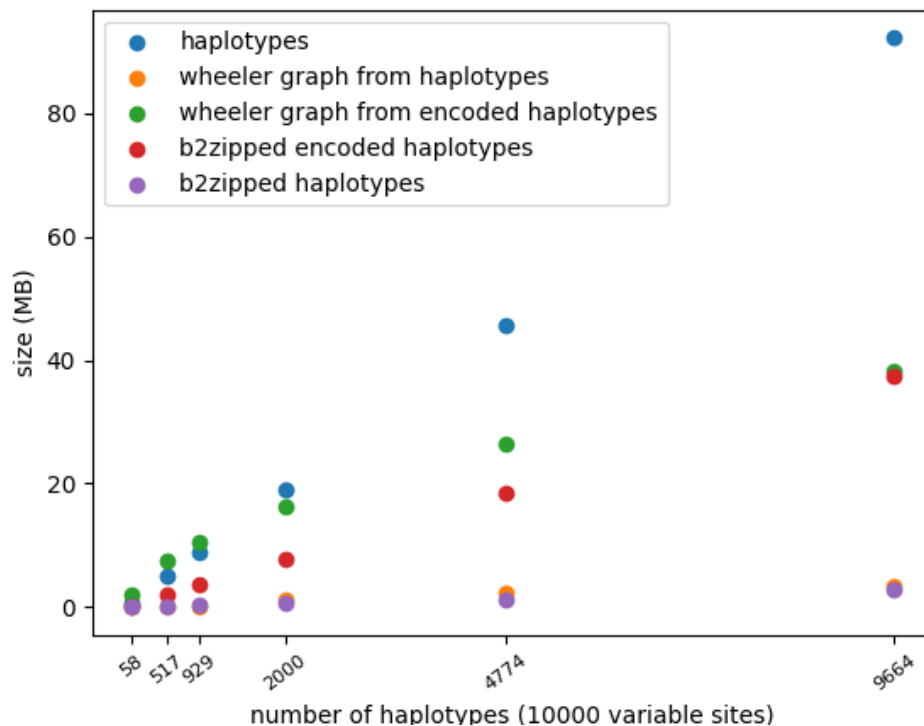 haplotypes
wheeler graph from haplotypes
wheeler graph from encoded haplotypes
b2zipped encoded haplotypes
b2zipped haplotypes
size (MB)
80
60
40
20
0
58
517
929
2000
4774
9664
number of haplotypes (10000 variable sites)